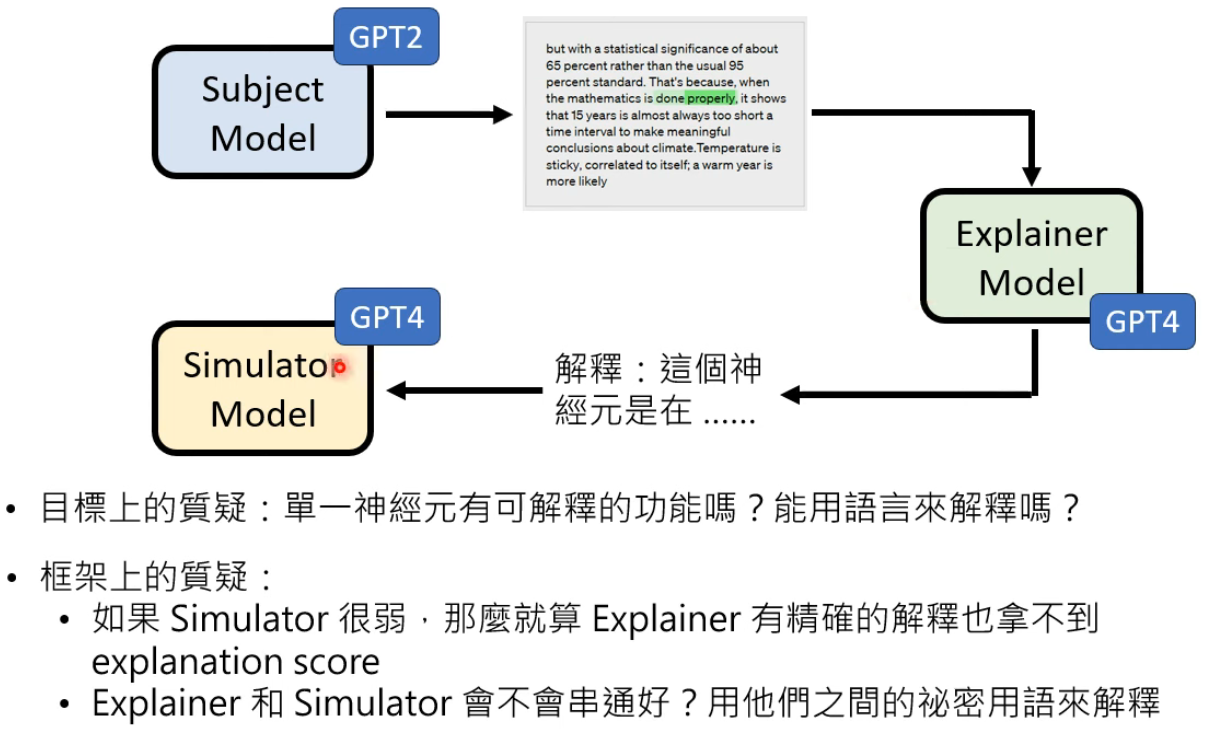 GPT2
Subject
Model
but with a statistical significance of about
65 percent rather than the usual 95
percent standard. That's because, when
the mathematics is done properly, it shows
that 15 years is almost always too short a
time interval to make meaningful
conclusions about climate.Temperature is
sticky, correlated to itself; a warm year is
more likely
Explainer
Model
GPT4
GPT4
Simulator
Model
解釋：這個神
經元是在 ......
• 目標上的質疑：單一神經元有可解釋的功能嗎？能用語言來解釋嗎？
• 框架上的質疑：
• 如果 Simulator 很弱，那麼就算 Explainer 有精確的解釋也拿不到
explanation score
• Explainer 和 Simulator 會不會串通好？用他們之間的祕密用語來解釋